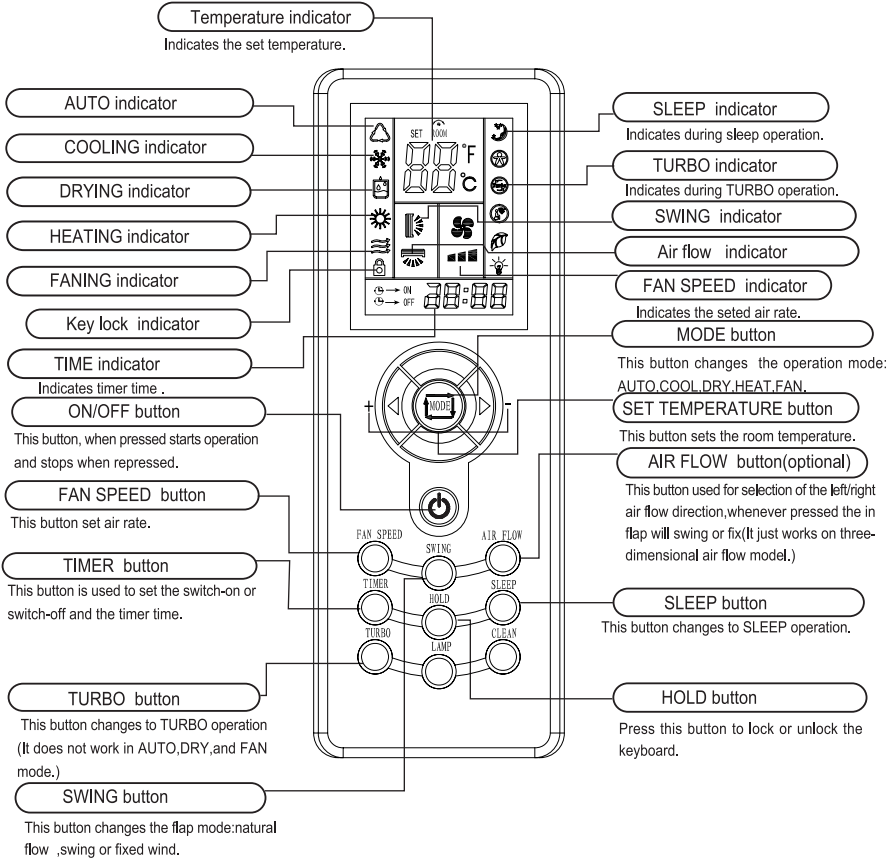 Temperature indicator
Indicates the set temperature.
AUTO indicator
COOLING indicator
DRYING indicator
HEATING indicator
FANING indicator
Key lock indicator
TIME indicator
Indicates timer time .
ON/OFF button
This button, when pressed starts operation
and stops when repressed.
FAN SPEED button
This button set air rate.
TIMER button
This button is used to set the switch-on or
switch-off and the timer time.
TURBO button
This button changes to TURBO operation
(It does not work in AUTO,DRY,and FAN
mode.)
SWING button
This button changes the flap mode:natural
flow ,swing or fixed wind.
SET ROOM
88 °F
°C
ON
OFF
88:88
+ MODE -
FAN SPEED
SWING
AIR FLOW
TIMER
HOLD
SLEEP
TURBO
LAMP
CLEAN
SLEEP indicator
Indicates during sleep operation.
TURBO indicator
Indicates during TURBO operation.
SWING indicator
Air flow indicator
FAN SPEED indicator
Indicates the seted air rate.
MODE button
This button changes the operation mode:
AUTO,COOL,DRY,HEAT,FAN.
SET TEMPERATURE button
This button sets the room temperature.
AIR FLOW button(optional)
This button used for selection of the left/right
air flow direction,whenever pressed the in
flap will swing or fix(It just works on three-
dimensional air flow model.)
SLEEP button
This button changes to SLEEP operation.
HOLD button
Press this button to lock or unlock the
keyboard.